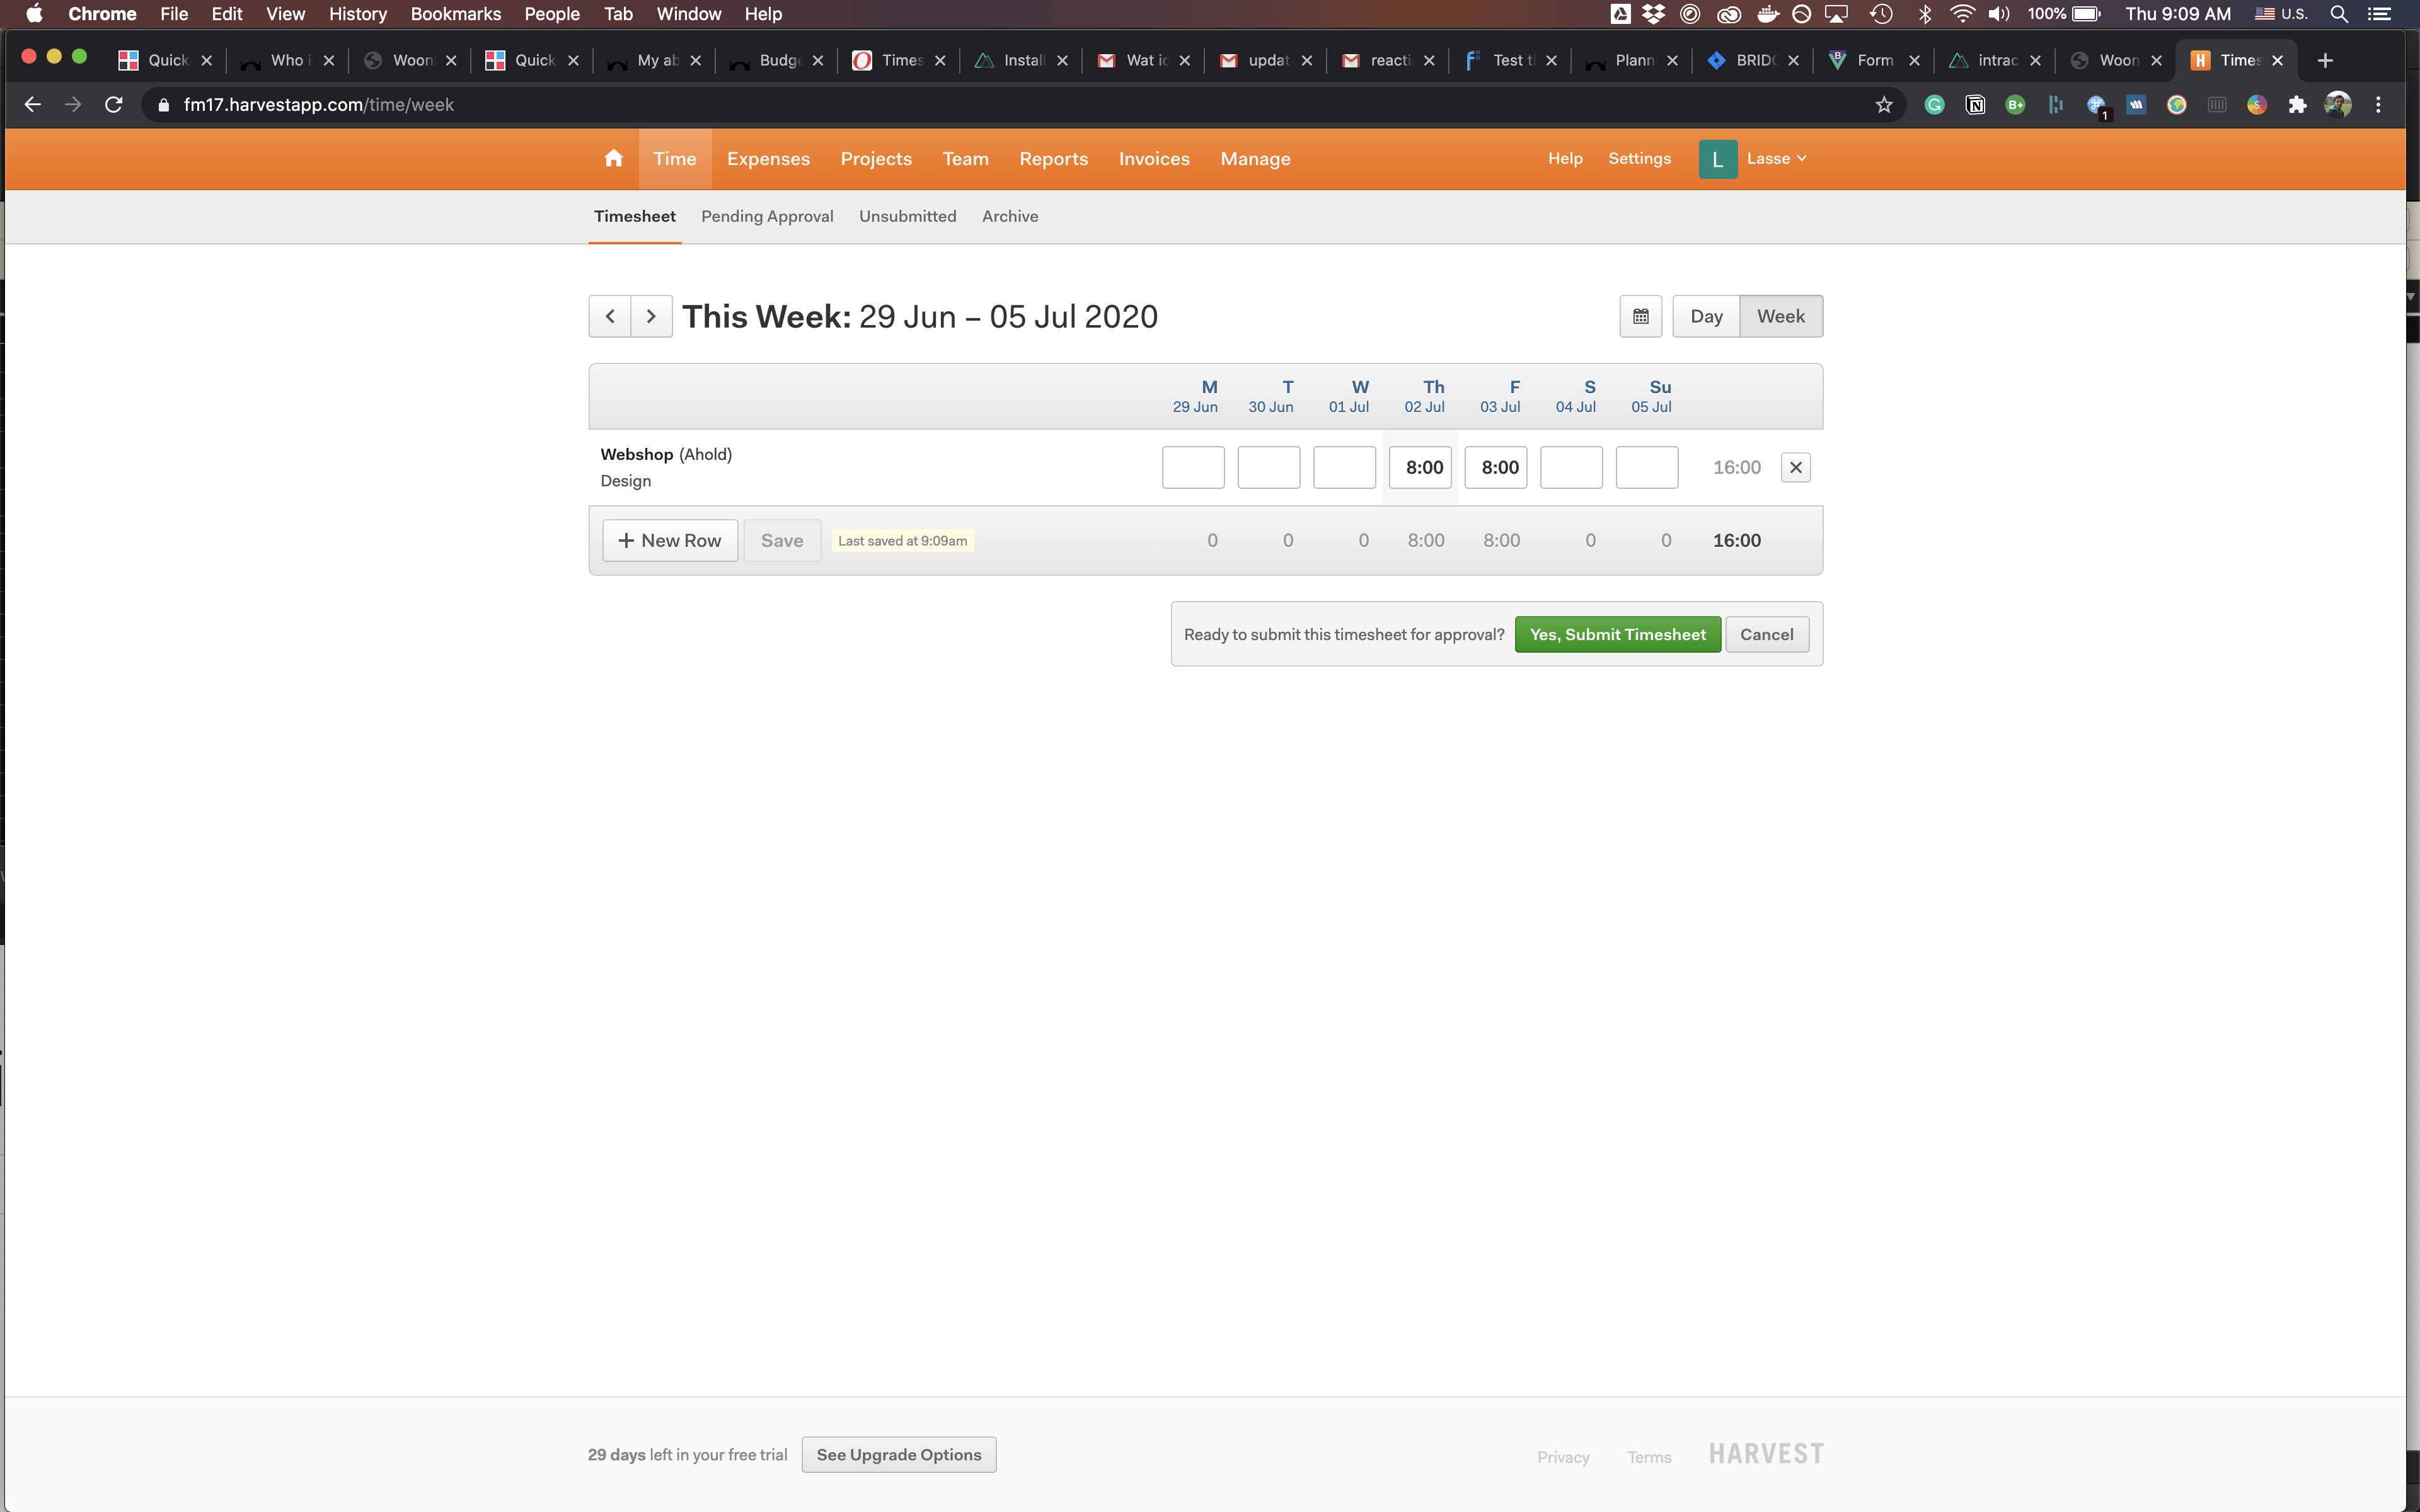 Chrome File Edit View History Bookmarks People Tab Window Help 100% Thu 9:09 AM U.S.
Quick Who i Woon Quick My ab Budge Times Install Wat ic updat reacti Test t Plann BRIDG Form intrac Woon Times
fm17.harvestapp.com/time/week
Time Expenses Projects Team Reports Invoices Manage Help Settings L Lasse
Timesheet Pending Approval Unsubmitted Archive
This Week: 29 Jun – 05 Jul 2020 Day Week
M T W Th F S Su
29 Jun 30 Jun 01 Jul 02 Jul 03 Jul 04 Jul 05 Jul
Webshop (Ahold)
Design
8:00 8:00 16:00
+ New Row Save Last saved at 9:09am 0 0 0 8:00 8:00 0 0 16:00
Ready to submit this timesheet for approval? Yes, Submit Timesheet Cancel
29 days left in your free trial See Upgrade Options Privacy Terms HARVEST